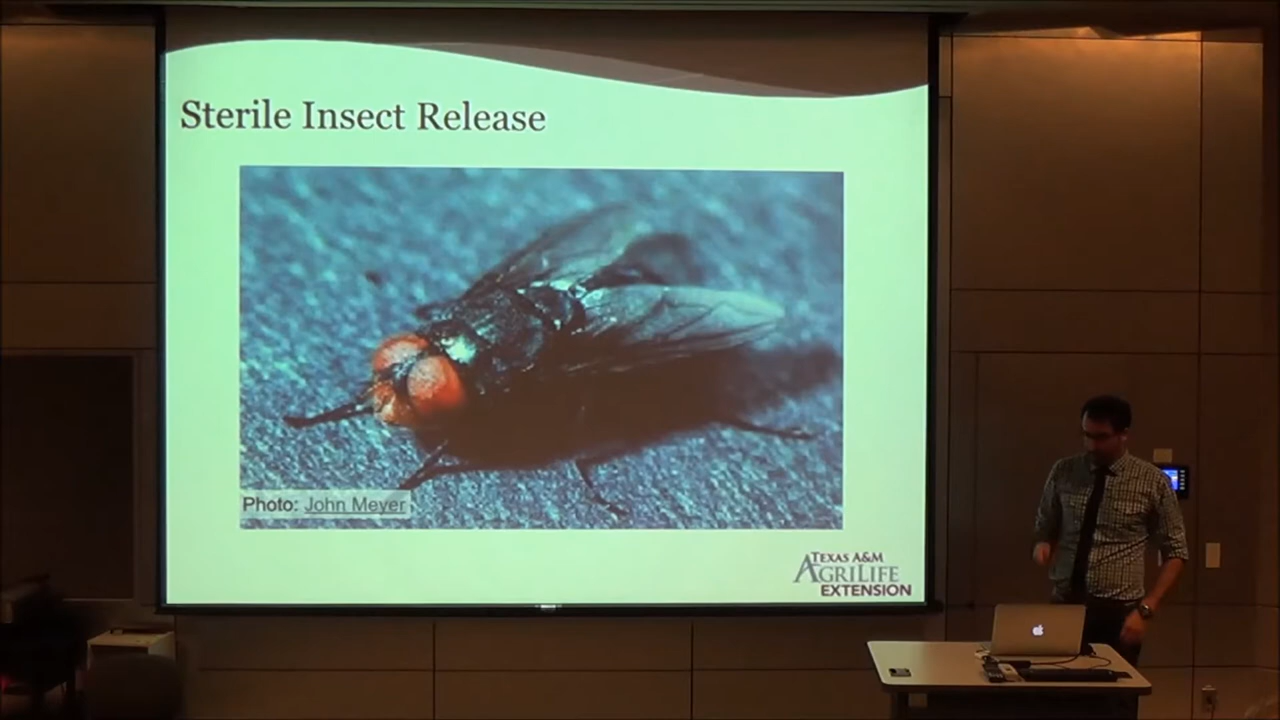 Sterile Insect Release
Photo: John Meyer
TEXAS A&M
AGRILIFE
EXTENSION